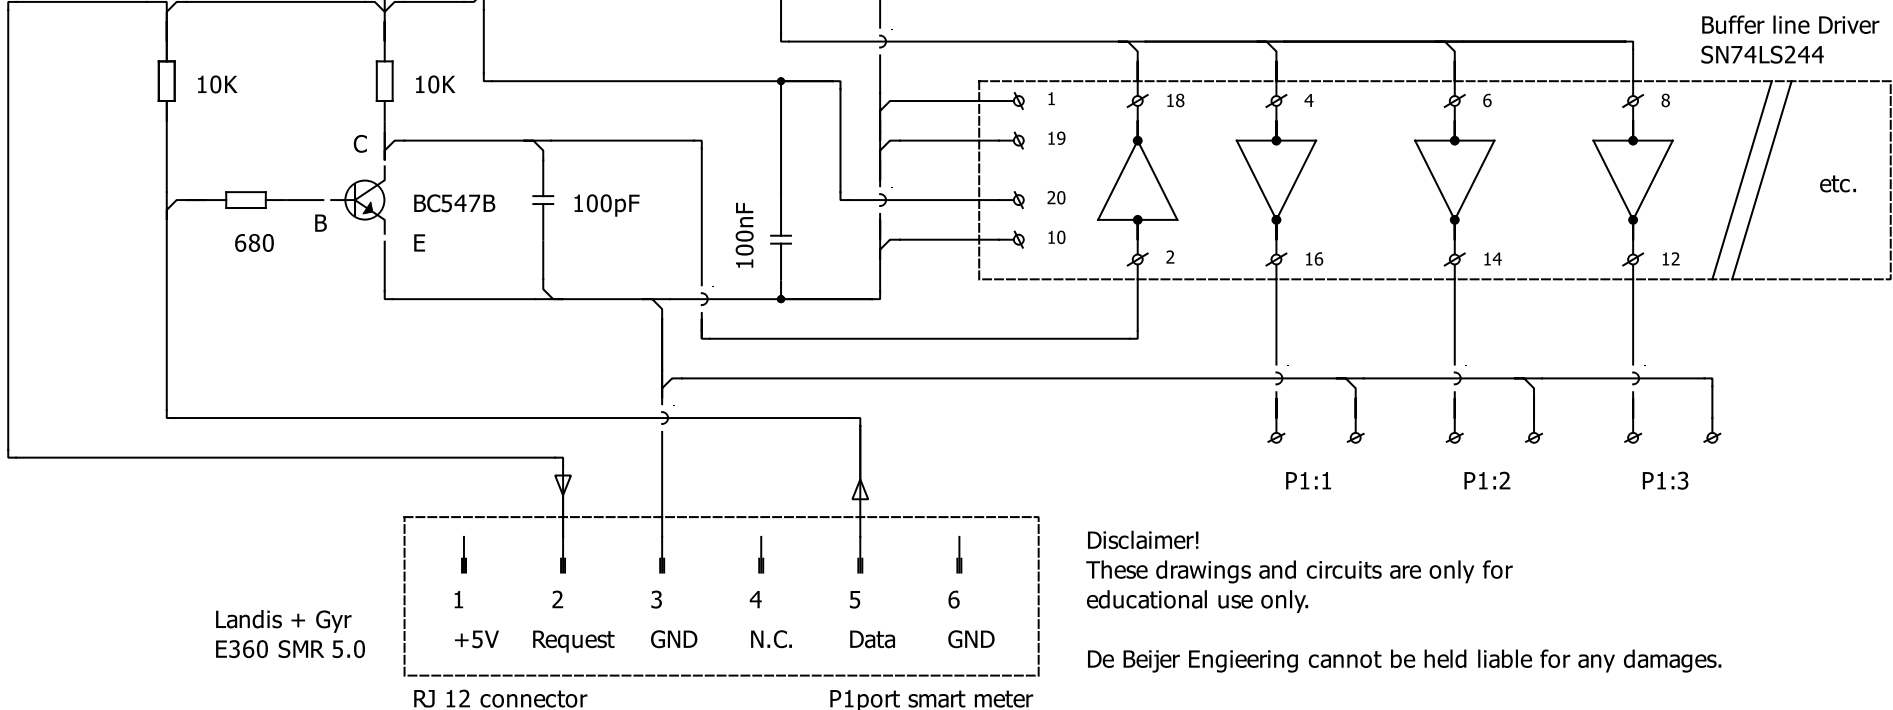 Buffer line Driver
SN74LS244
10K
10K
1
18
4
6
8
C
19
etc.
BC547B
100pF
20
B
680
E
100nF
10
2
16
14
12
P1:1
P1:2
P1:3
Disclaimer!
These drawings and circuits are only for
educational use only.
De Beijer Engieering cannot be held liable for any damages.
1 2 3 4 5 6
+5V Request GND N.C. Data GND
Landis + Gyr
E360 SMR 5.0
RJ 12 connector
P1port smart meter